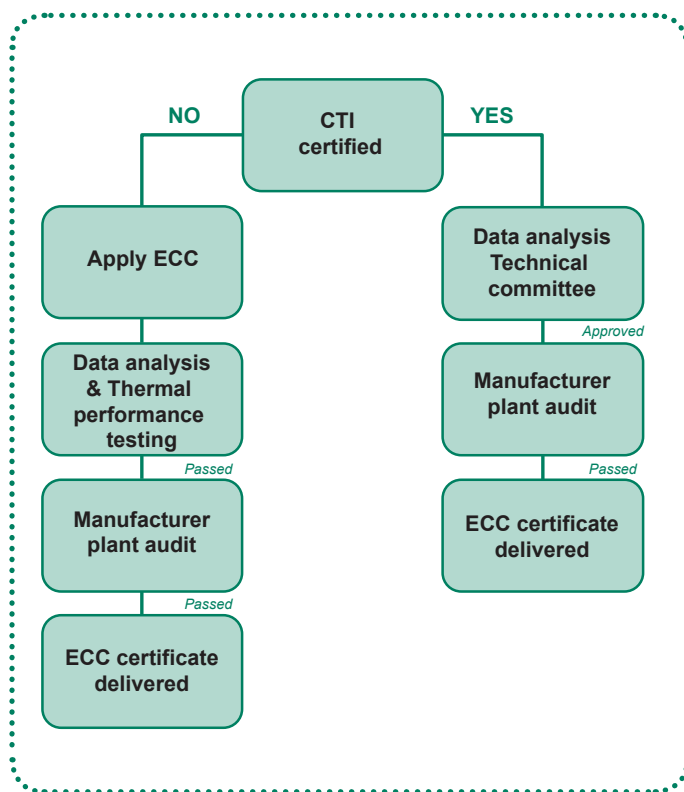 CTI
certified
NO
YES
Apply ECC
Data analysis
& Thermal
performance
testing
Passed
Manufacturer
plant audit
Passed
ECC certificate
delivered
Data analysis
Technical
committee
Approved
Manufacturer
plant audit
Passed
ECC certificate
delivered